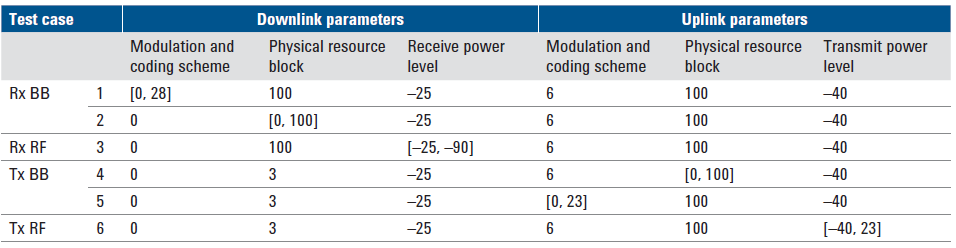 Test case Downlink parameters Uplink parameters
Modulation and coding scheme Physical resource block Receive power level Modulation and coding scheme Physical resource block Transmit power level
Rx BB 1 [0, 28] 100 –25 6 100 –40
2 0 [0, 100] –25 6 100 –40
Rx RF 3 0 100 [–25, –90] 6 100 –40
Tx BB 4 0 3 –25 6 [0, 100] –40
5 0 3 –25 [0, 23] 100 –40
Tx RF 6 0 3 –25 6 100 [–40, 23]